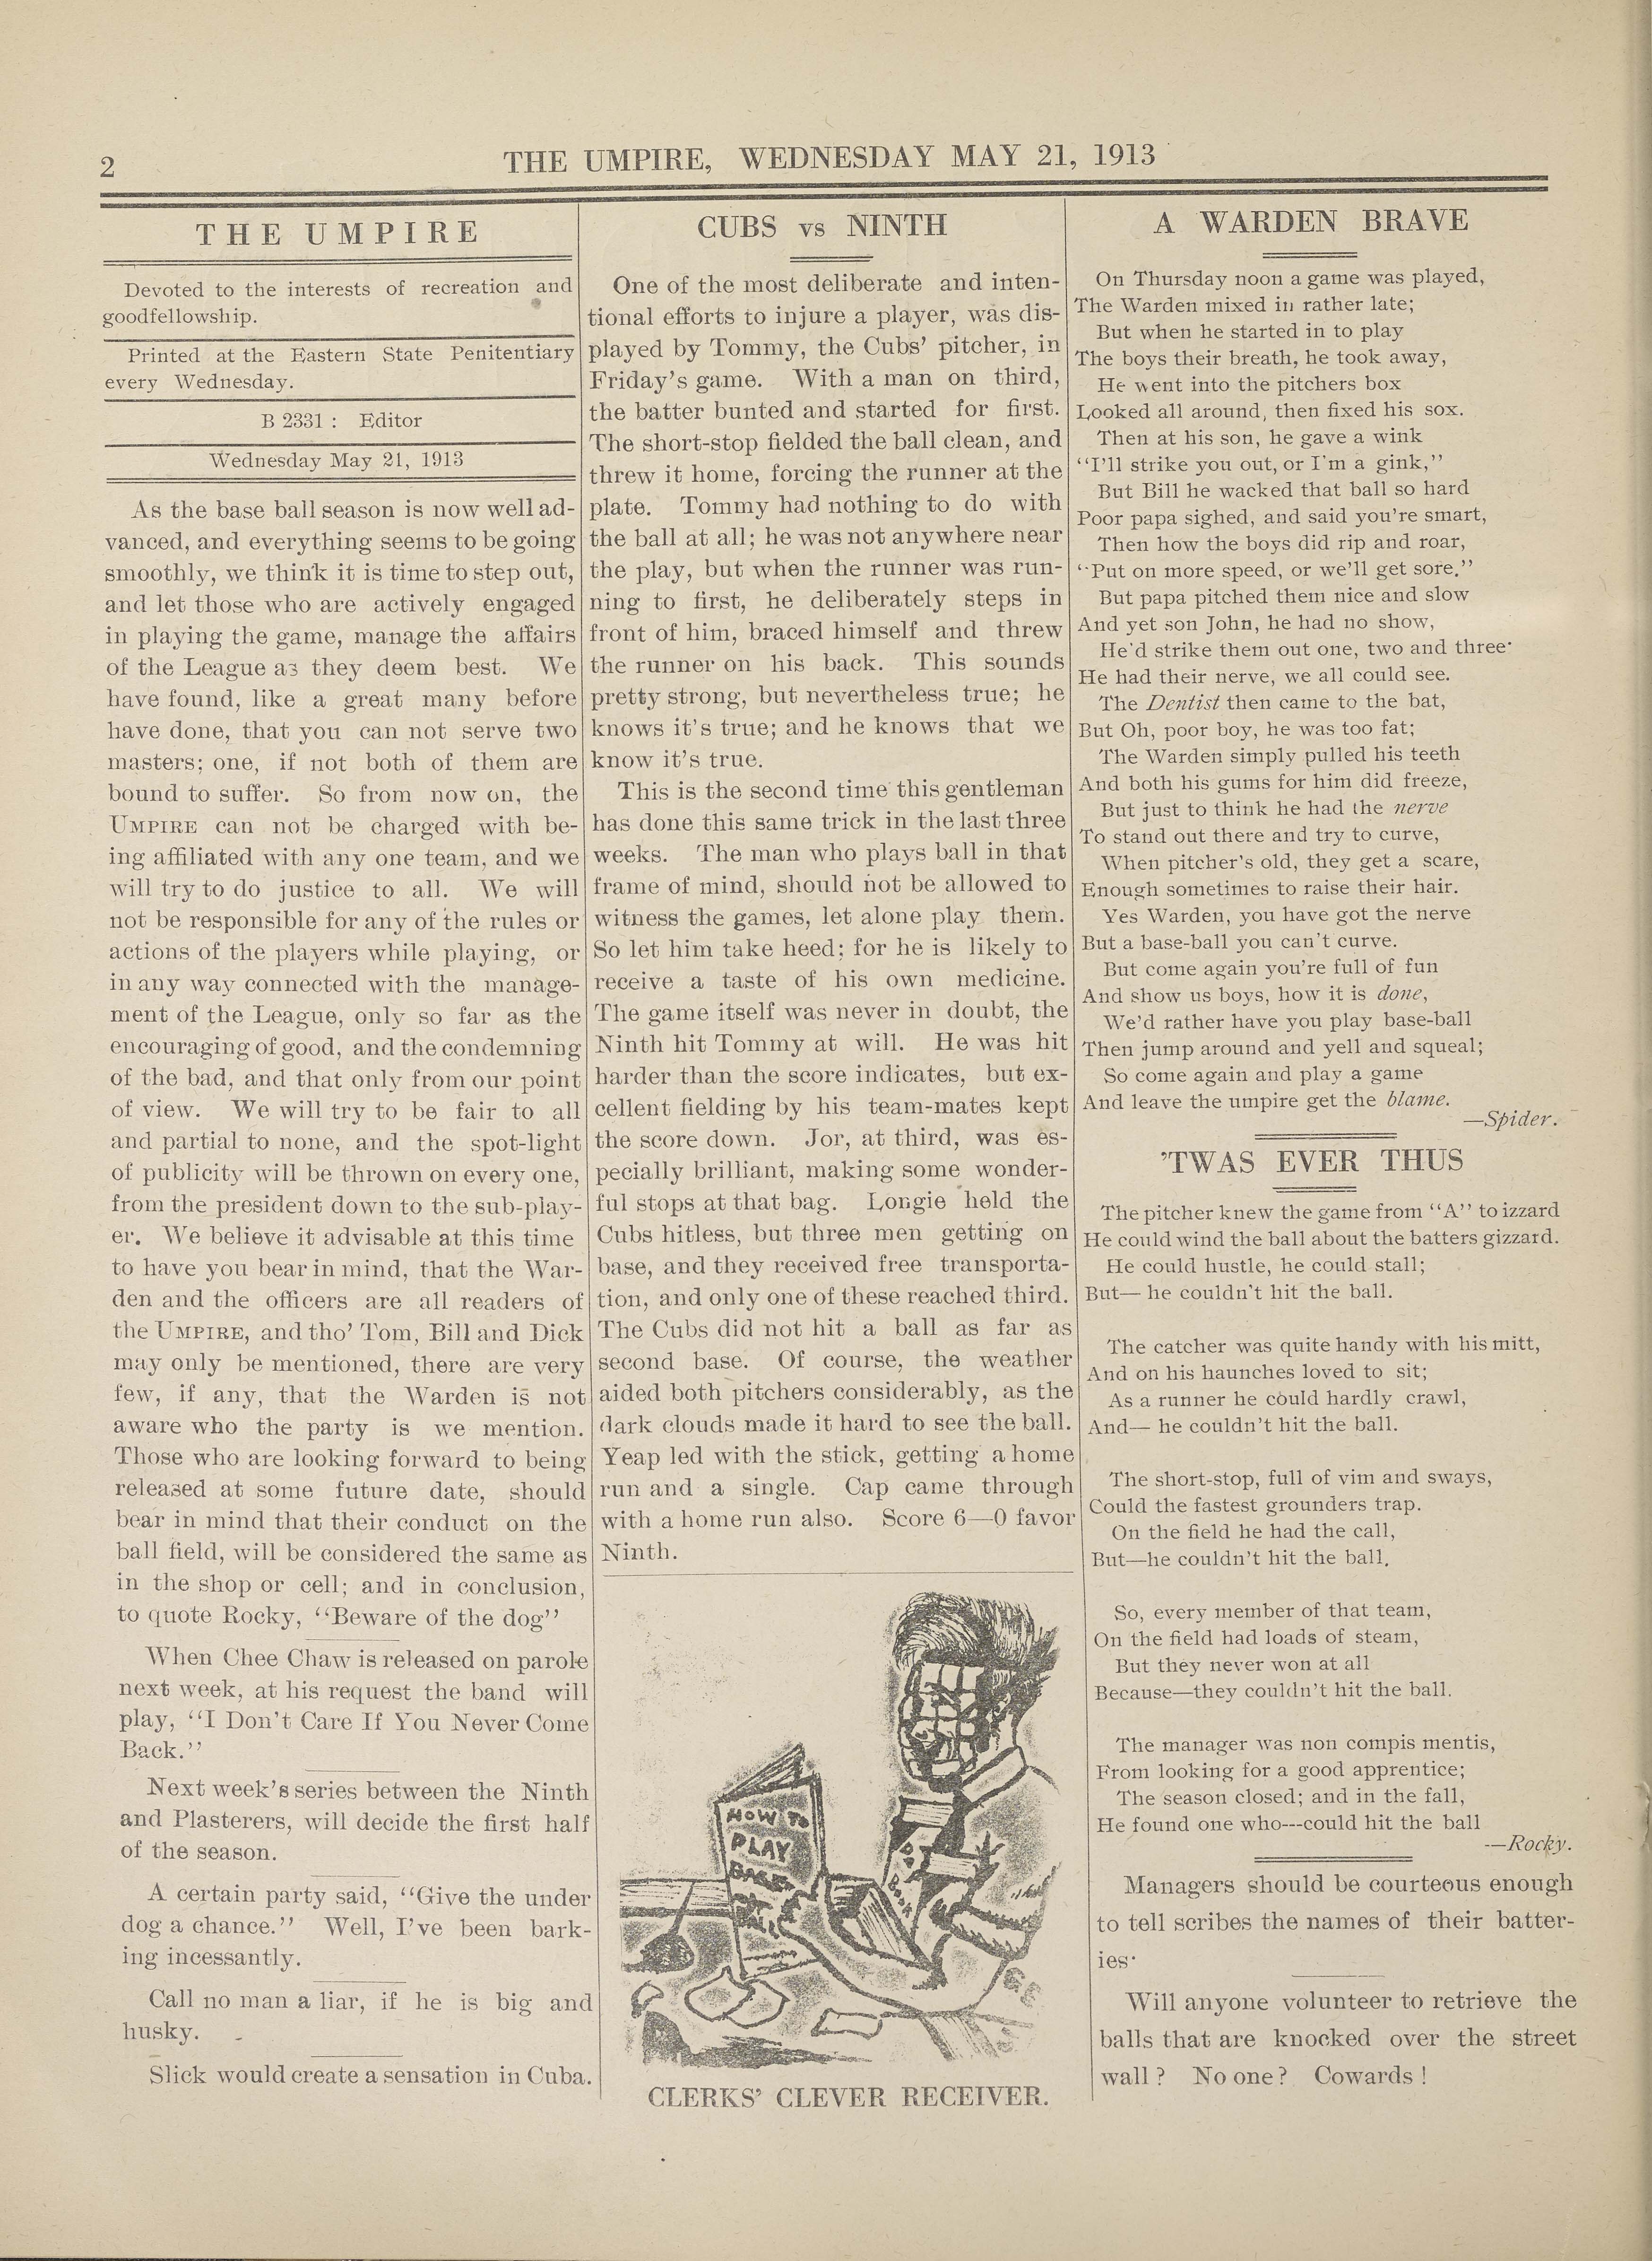 2
THE UMPIRE, WEDNESDAY MAY 21, 1913
THE UMPIRE
Devoted to the interests of recreation and
goodfellowship.
Printed at the Eastern State Penitentiary
every Wednesday.
B 2331 : Editor
Wednesday May 21, 1913
As the base ball season is now well ad-
vanced, and everything seems to be going
smoothly, we think it is time to step out,
and let those who are actively engaged
in playing the game, manage the affairs
of the League as they deem best. We
have found, like a great many before
have done, that you can not serve two
masters; one, if not both of them are
bound to suffer. So from now on, the
UMPIRE can not be charged with be-
ing affiliated with any one team, and we
will try to do justice to all. We will
not be responsible for any of the rules or
actions of the players while playing, or
in any way connected with the manage-
ment of the League, only so far as the
encouraging of good, and the condemning
of the bad, and that only from our point
of view. We will try to be fair to all
and partial to none, and the spot-light
of publicity will be thrown on every one,
from the president down to the sub-play-
er. We believe it advisable at this time
to have you bear in mind, that the War-
den and the officers are all readers of
the UMPIRE, and tho' Tom, Bill and Dick
may only be mentioned, there are very
few, if any, that the Warden is not
aware who the party is we mention.
Those who are looking forward to being
released at some future date, should
bear in mind that their conduct on the
ball field, will be considered the same as
in the shop or cell; and in conclusion,
to quote Rocky, "Beware of the dog"
When Chee Chaw is released on parole
next week, at his request the band will
play, "I Don't Care If You Never Come
Back."
Next week's series between the Ninth
and Plasterers, will decide the first half
of the season.
A certain party said, "Give the under
dog a chance." Well, I've been bark-
ing incessantly.
Call no man a liar, if he is big and
husky.
Slick would create a sensation in Cuba.
CUBS vs NINTH
One of the most deliberate and inten-
tional efforts to injure a player, was dis-
played by Tommy, the Cubs' pitcher, in
Friday's game. With a man on third,
the batter bunted and started for first.
The short-stop fielded the ball clean, and
threw it home, forcing the runner at the
plate. Tommy had nothing to do with
the ball at all; he was not anywhere near
the play, but when the runner was run-
ning to first, he deliberately steps in
front of him, braced himself and threw
the runner on his back. This sounds
pretty strong, but nevertheless true; he
knows it's true; and he knows that we
know it's true.
This is the second time this gentleman
has done this same trick in the last three
weeks. The man who plays ball in that
frame of mind, should not be allowed to
witness the games, let alone play them.
So let him take heed; for he is likely to
receive a taste of his own medicine.
The game itself was never in doubt, the
Ninth hit Tommy at will. He was hit
harder than the score indicates, but ex-
cellent fielding by his team-mates kept
the score down. Jor, at third, was es-
pecially brilliant, making some wonder-
ful stops at that bag. Longie held the
Cubs hitless, but three men getting on
base, and they received free transporta-
tion, and only one of these reached third.
The Cubs did not hit a ball as far as
second base. Of course, the weather
aided both pitchers considerably, as the
dark clouds made it hard to see the ball.
Yeap led with the stick, getting a home
run and a single. Cap came through
with a home run also. Score 6—0 favor
Ninth.
HOW TO
PLAY
BASE
BALL
CLERKS' CLEVER RECEIVER.
A WARDEN BRAVE
On Thursday noon a game was played,
The Warden mixed in rather late;
But when he started in to play
The boys their breath, he took away,
He went into the pitchers box
Looked all around, then fixed his sox.
Then at his son, he gave a wink
"I'll strike you out, or I'm a gink,"
But Bill he wacked that ball so hard
Poor papa sighed, and said you're smart,
Then how the boys did rip and roar,
"Put on more speed, or we'll get sore."
But papa pitched them nice and slow
And yet son John, he had no show,
He'd strike them out one, two and three·
He had their nerve, we all could see.
The Dentist then came to the bat,
But Oh, poor boy, he was too fat;
The Warden simply pulled his teeth
And both his gums for him did freeze,
But just to think he had the nerve
To stand out there and try to curve,
When pitcher's old, they get a scare,
Enough sometimes to raise their hair.
Yes Warden, you have got the nerve
But a base-ball you can't curve.
But come again you're full of fun
And show us boys, how it is done,
We'd rather have you play base-ball
Then jump around and yell and squeal;
So come again and play a game
And leave the umpire get the blame.
—Spider.
'TWAS EVER THUS
The pitcher knew the game from "A" to izzard
He could wind the ball about the batters gizzard.
He could hustle, he could stall;
But— he couldn't hit the ball.
The catcher was quite handy with his mitt,
And on his haunches loved to sit;
As a runner he could hardly crawl,
And— he couldn't hit the ball.
The short-stop, full of vim and sways,
Could the fastest grounders trap.
On the field he had the call,
But—he couldn't hit the ball.
So, every member of that team,
On the field had loads of steam,
But they never won at all
Because—they couldn't hit the ball.
The manager was non compis mentis,
From looking for a good apprentice;
The season closed; and in the fall,
He found one who---could hit the ball
—Rocky.
Managers should be courteous enough
to tell scribes the names of their batter-
ies·
Will anyone volunteer to retrieve the
balls that are knocked over the street
wall? No one? Cowards!